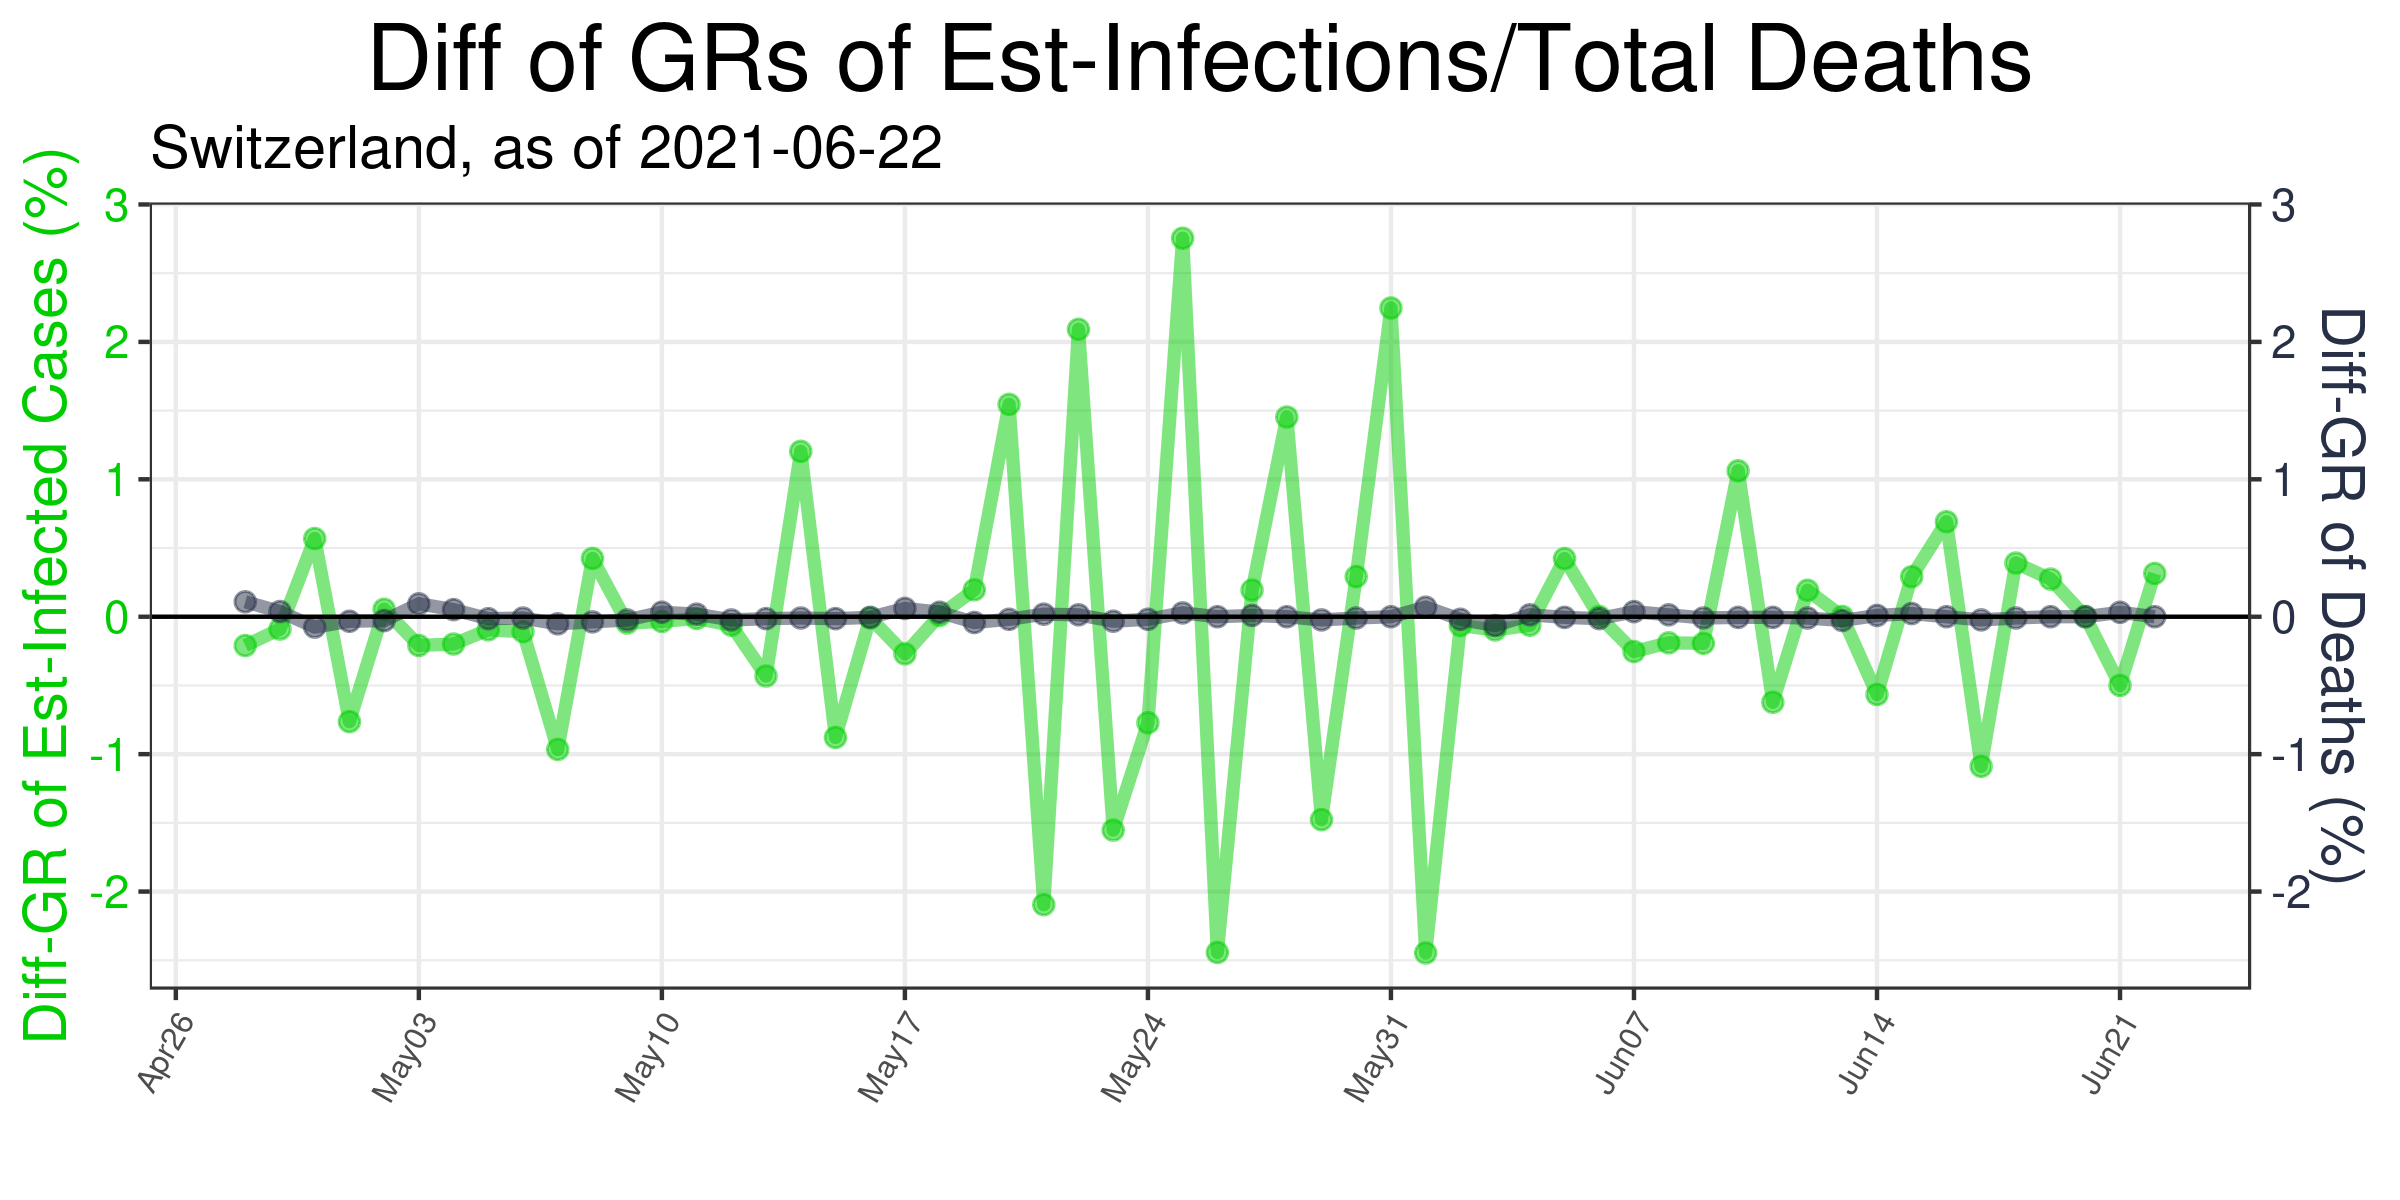 Diff of GRs of Est-Infections/Total Deaths
Switzerland, as of 2021-06-22
Diff-GR of Est-Infected Cases (%)
3
2
1
0
-1
-2
3
2
1
0
-1
-2
Diff-GR of Deaths (%)
Apr26
May03
May10
May17
May24
May31
Jun07
Jun14
Jun21